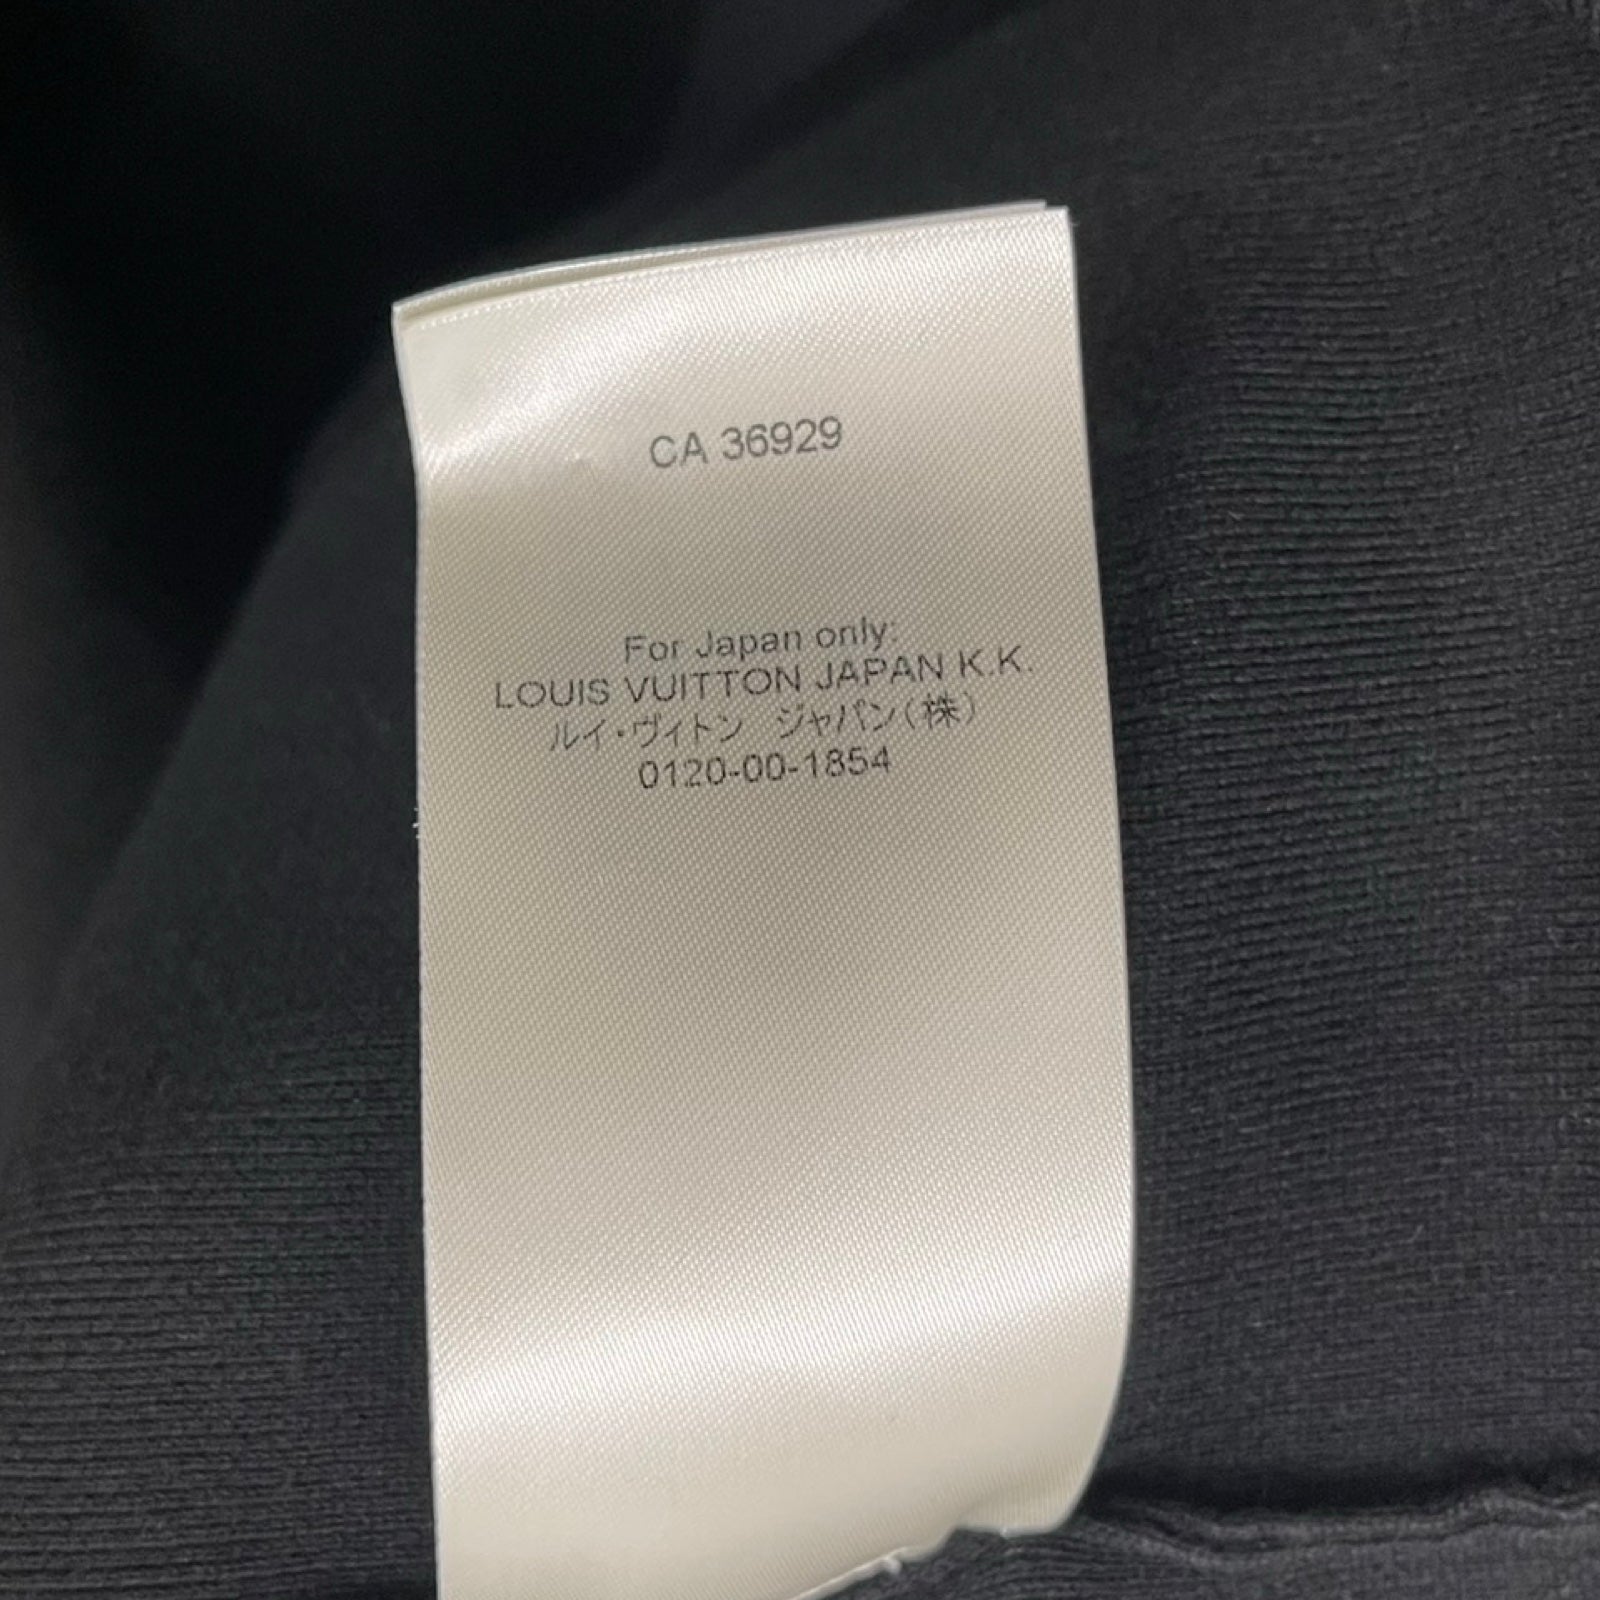 CA 36929
For Japan only:
LOUIS VUITTON JAPAN K.K.
ルイ・ヴィトン ジャパン(株)
0120-00-1854